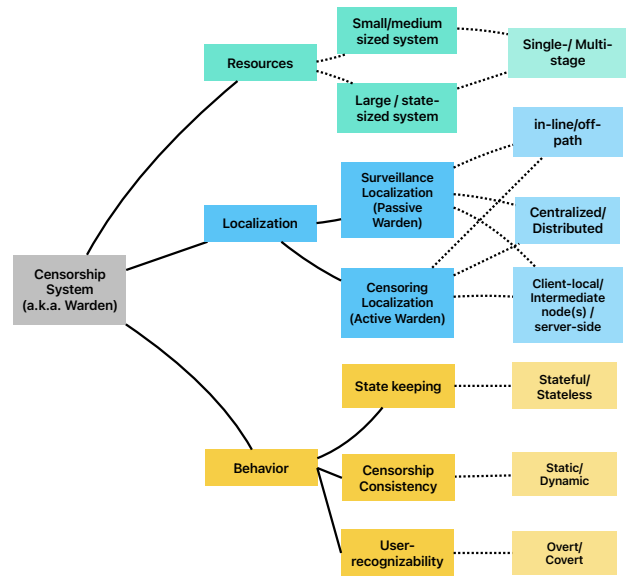 Censorship
System
(a.k.a. Warden)
Resources
Small/medium
sized system
Large / state-
sized system
Single-/ Multi-
stage
Localization
Surveillance
Localization
(Passive
Warden)
Censoring
Localization
(Active Warden)
in-line/off-
path
Centralized/
Distributed
Client-local/
Intermediate
node(s) /
server-side
Behavior
State keeping
Stateful/
Stateless
Censorship
Consistency
Static/
Dynamic
User-
recognizability
Overt/
Covert